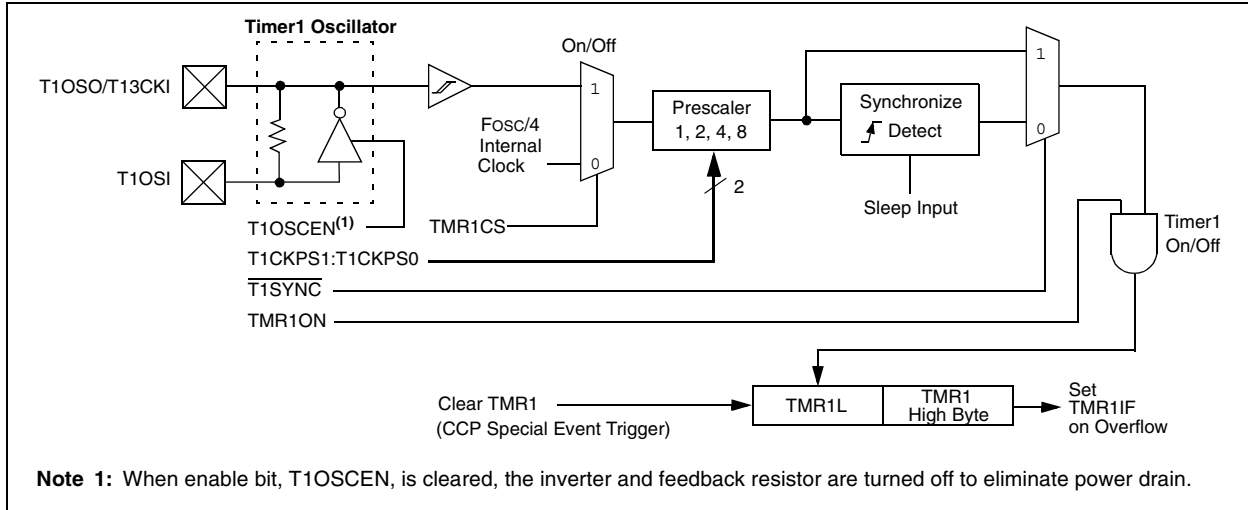 Timer1 Oscillator
On/Off
T1OSO/T13CKI
1
FOSC/4
Internal
Clock
0
Prescaler
1, 2, 4, 8
2
Synchronize
Detect
1
0
Sleep Input
T1OSI
T1OSCEN(1)
TMR1CS
T1CKPS1:T1CKPS0
T1SYNC
TMR1ON
Timer1
On/Off
Clear TMR1
(CCP Special Event Trigger)
TMR1L
TMR1
High Byte
Set
TMR1IF
on Overflow
Note 1: When enable bit, T1OSCEN, is cleared, the inverter and feedback resistor are turned off to eliminate power drain.